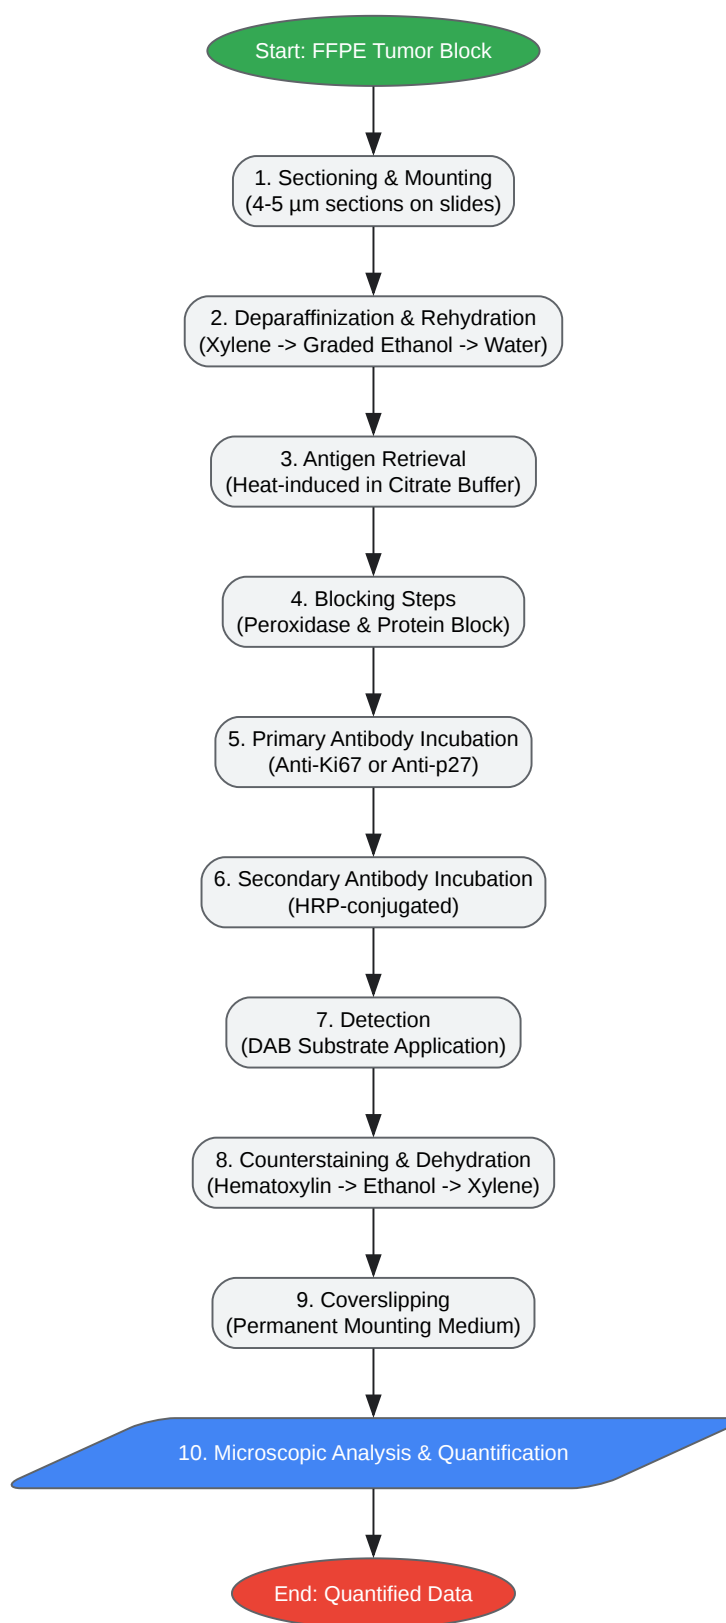 Start: FFPE Tumor Block
1. Sectioning & Mounting
(4-5 µm sections on slides)
2. Deparaffinization & Rehydration
(Xylene -> Graded Ethanol -> Water)
3. Antigen Retrieval
(Heat-induced in Citrate Buffer)
4. Blocking Steps
(Peroxidase & Protein Block)
5. Primary Antibody Incubation
(Anti-Ki67 or Anti-p27)
6. Secondary Antibody Incubation
(HRP-conjugated)
7. Detection
(DAB Substrate Application)
8. Counterstaining & Dehydration
(Hematoxylin -> Ethanol -> Xylene)
9. Coverslipping
(Permanent Mounting Medium)
10. Microscopic Analysis & Quantification
End: Quantified Data